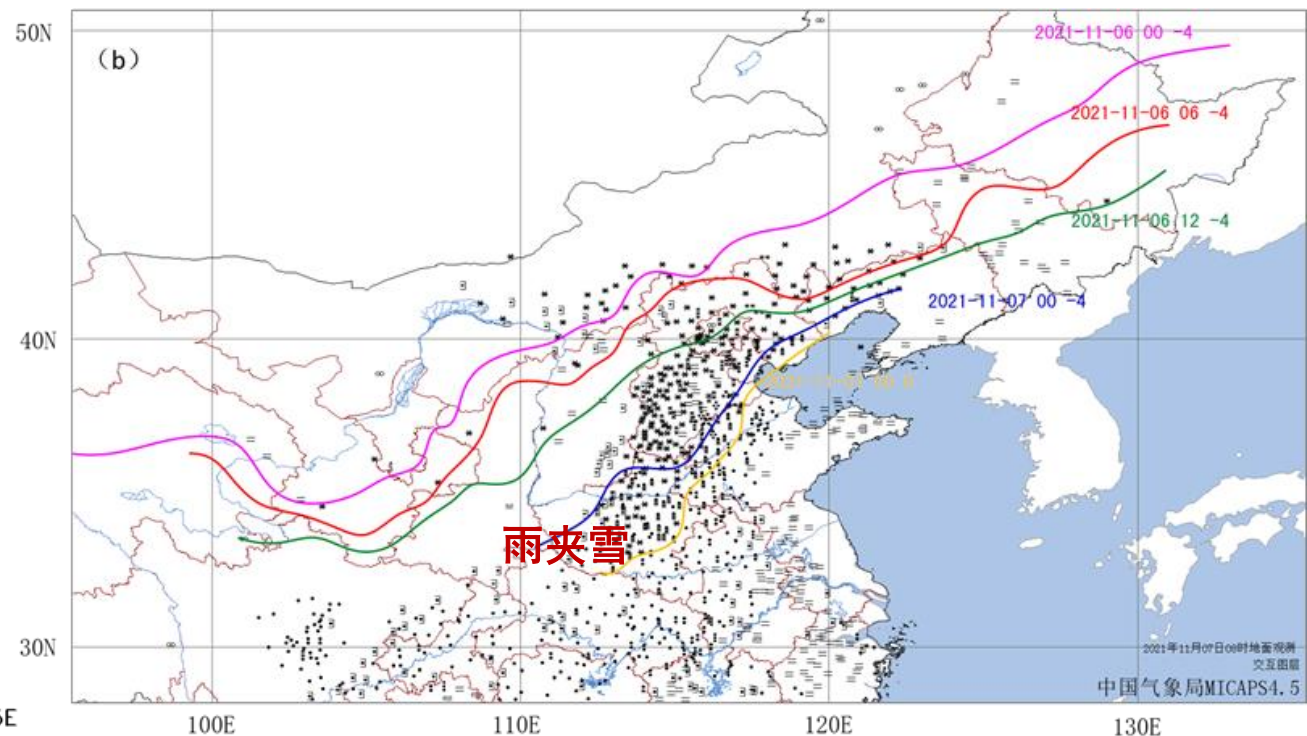 50N
(b)
2021-11-06 00 -4
2021-11-06 06 -4
2021-11-06 12 -4
2021-11-07 00 -4
40N
雨夹雪
30N
2021年11月07日08时地面观测
交互图层
中国气象局MICAPS4.5
100E
110E
120E
130E